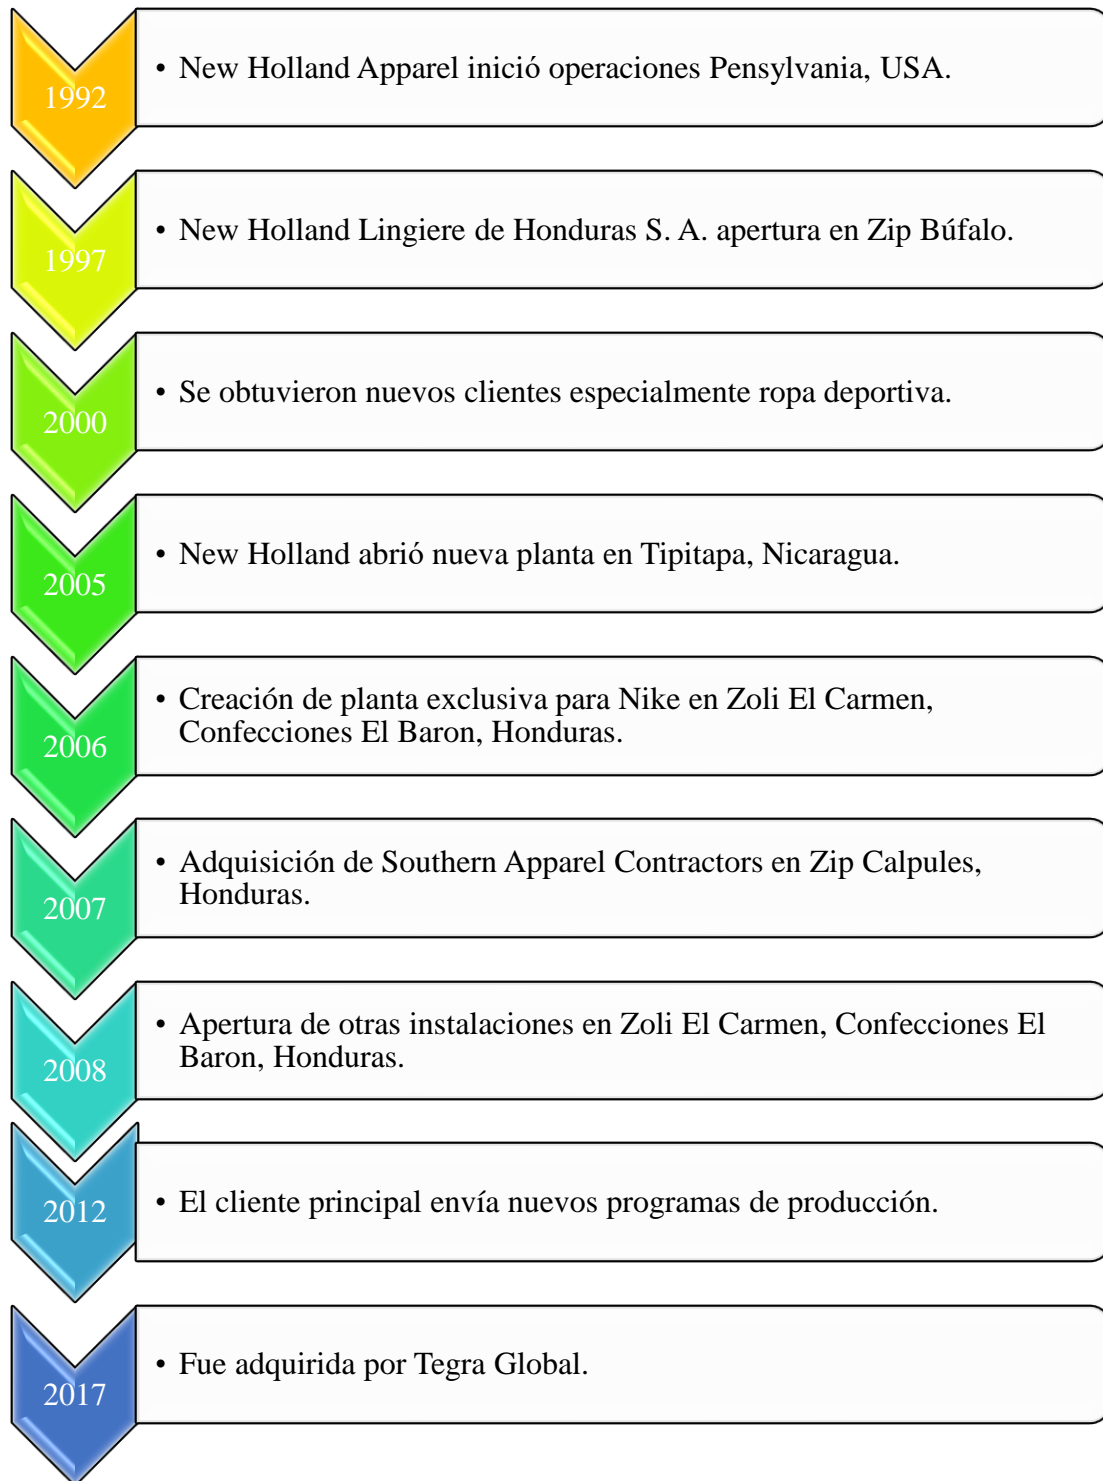 1992
• New Holland Apparel inició operaciones Pensylvania, USA.
1997
• New Holland Lingiere de Honduras S. A. apertura en Zip Búfalo.
2000
• Se obtuvieron nuevos clientes especialmente ropa deportiva.
2005
• New Holland abrió nueva planta en Tipitapa, Nicaragua.
2006
• Creación de planta exclusiva para Nike en Zoli El Carmen,
Confecciones El Baron, Honduras.
2007
• Adquisición de Southern Apparel Contractors en Zip Calpules,
Honduras.
2008
• Apertura de otras instalaciones en Zoli El Carmen, Confecciones El
Baron, Honduras.
2012
• El cliente principal envía nuevos programas de producción.
2017
• Fue adquirida por Tegra Global.